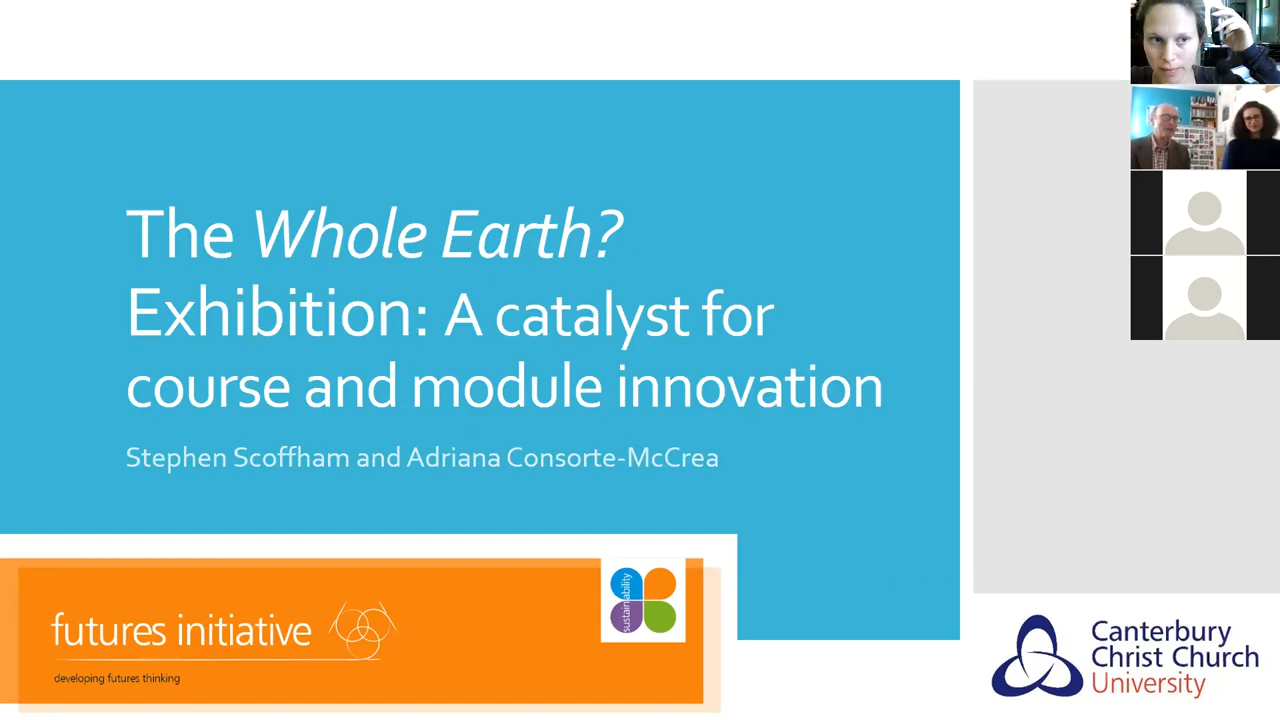 The Whole Earth?
Exhibition: A catalyst for
course and module innovation
Stephen Scoffham and Adriana Consorte-McCrea
futures initiative
developing futures thinking
sustainability
Canterbury
Christ Church
University